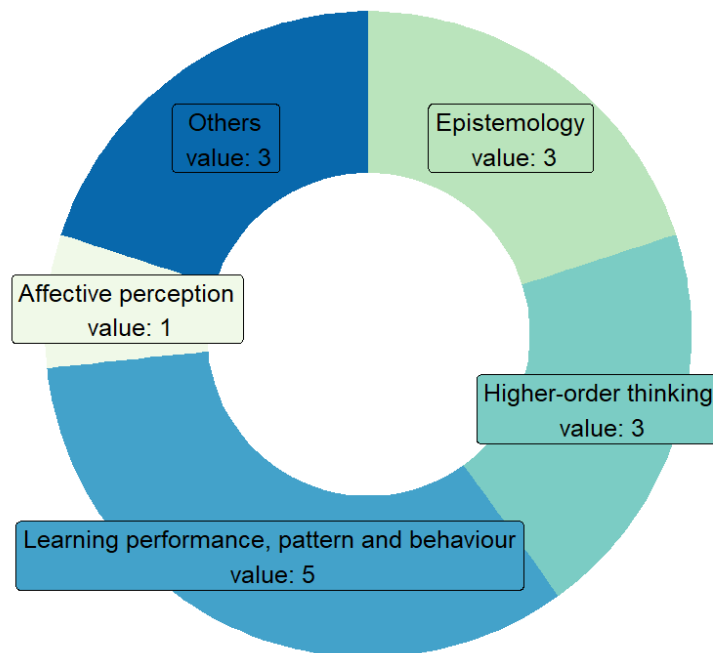 Others
value: 3
Epistemology
value: 3
Affective perception
value: 1
Higher-order thinking
value: 3
Learning performance, pattern and behaviour
value: 5